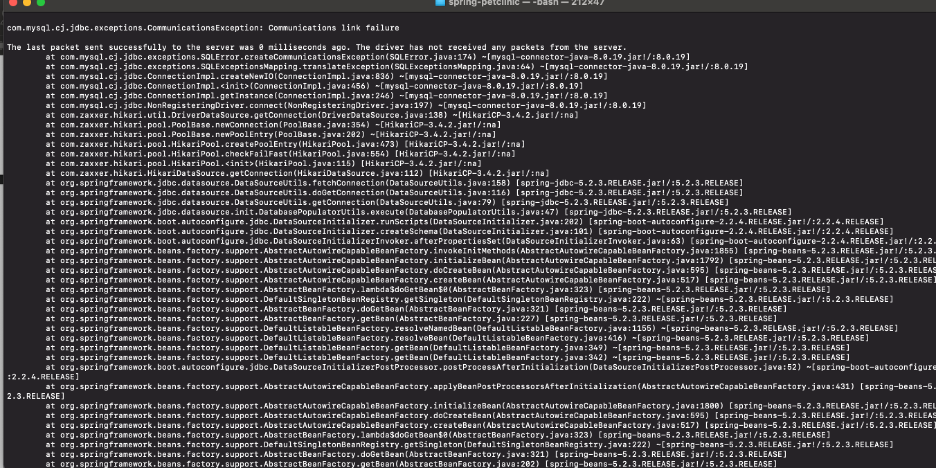 spring-petclinic — -bash — 212×47
com.mysql.cj.jdbc.exceptions.CommunicationsException: Communications link failure
The last packet sent successfully to the server was 0 milliseconds ago. The driver has not received any packets from the server.
at com.mysql.cj.jdbc.exceptions.SQLError.createCommunicationsException(SQLError.java:174) ~[mysql-connector-java-8.0.19.jar!/:8.0.19]
at com.mysql.cj.jdbc.exceptions.SQLExceptionsMapping.translateException(SQLExceptionsMapping.java:64) ~[mysql-connector-java-8.0.19.jar!/:8.0.19]
at com.mysql.cj.jdbc.ConnectionImpl.createNewIO(ConnectionImpl.java:836) ~[mysql-connector-java-8.0.19.jar!/:8.0.19]
at com.mysql.cj.jdbc.ConnectionImpl.<init>(ConnectionImpl.java:456) ~[mysql-connector-java-8.0.19.jar!/:8.0.19]
at com.mysql.cj.jdbc.ConnectionImpl.getInstance(ConnectionImpl.java:246) ~[mysql-connector-java-8.0.19.jar!/:8.0.19]
at com.mysql.cj.jdbc.NonRegisteringDriver.connect(NonRegisteringDriver.java:197) ~[mysql-connector-java-8.0.19.jar!/:8.0.19]
at com.zaxxer.hikari.util.DriverDataSource.getConnection(DriverDataSource.java:138) ~[HikariCP-3.4.2.jar!/:na]
at com.zaxxer.hikari.pool.PoolBase.newConnection(PoolBase.java:354) ~[HikariCP-3.4.2.jar!/:na]
at com.zaxxer.hikari.pool.PoolBase.newPoolEntry(PoolBase.java:202) ~[HikariCP-3.4.2.jar!/:na]
at com.zaxxer.hikari.pool.HikariPool.createPoolEntry(HikariPool.java:473) [HikariCP-3.4.2.jar!/:na]
at com.zaxxer.hikari.pool.HikariPool.checkFailFast(HikariPool.java:554) [HikariCP-3.4.2.jar!/:na]
at com.zaxxer.hikari.pool.HikariPool.<init>(HikariPool.java:115) [HikariCP-3.4.2.jar!/:na]
at com.zaxxer.hikari.HikariDataSource.getConnection(HikariDataSource.java:112) [HikariCP-3.4.2.jar!/:na]
at org.springframework.jdbc.datasource.DataSourceUtils.fetchConnection(DataSourceUtils.java:158) [spring-jdbc-5.2.3.RELEASE.jar!/:5.2.3.RELEASE]
at org.springframework.jdbc.datasource.DataSourceUtils.doGetConnection(DataSourceUtils.java:116) [spring-jdbc-5.2.3.RELEASE.jar!/:5.2.3.RELEASE]
at org.springframework.jdbc.datasource.DataSourceUtils.getConnection(DataSourceUtils.java:79) [spring-jdbc-5.2.3.RELEASE.jar!/:5.2.3.RELEASE]
at org.springframework.jdbc.datasource.init.DatabasePopulatorUtils.execute(DatabasePopulatorUtils.java:47) [spring-jdbc-5.2.3.RELEASE.jar!/:5.2.3.RELEASE]
at org.springframework.boot.autoconfigure.jdbc.DataSourceInitializer.runScripts(DataSourceInitializer.java:202) [spring-boot-autoconfigure-2.2.4.RELEASE.jar!/:2.2.4.RELEASE]
at org.springframework.boot.autoconfigure.jdbc.DataSourceInitializer.createSchema(DataSourceInitializer.java:101) [spring-boot-autoconfigure-2.2.4.RELEASE.jar!/:2.2.4.RELEASE]
at org.springframework.boot.autoconfigure.jdbc.DataSourceInitializerInvoker.afterPropertiesSet(DataSourceInitializerInvoker.java:63) [spring-boot-autoconfigure-2.2.4.RELEASE.jar!/:2.2.
at org.springframework.beans.factory.support.AbstractAutowireCapableBeanFactory.invokeInitMethods(AbstractAutowireCapableBeanFactory.java:1855) [spring-beans-5.2.3.RELEASE.jar!/:5.2.3.R
at org.springframework.beans.factory.support.AbstractAutowireCapableBeanFactory.initializeBean(AbstractAutowireCapableBeanFactory.java:1792) [spring-beans-5.2.3.RELEASE.jar!/:5.2.3.REL
at org.springframework.beans.factory.support.AbstractAutowireCapableBeanFactory.doCreateBean(AbstractAutowireCapableBeanFactory.java:595) [spring-beans-5.2.3.RELEASE.jar!/:5.2.3.RELEAS
at org.springframework.beans.factory.support.AbstractAutowireCapableBeanFactory.createBean(AbstractAutowireCapableBeanFactory.java:517) [spring-beans-5.2.3.RELEASE.jar!/:5.2.3.RELEASE]
at org.springframework.beans.factory.support.AbstractBeanFactory.lambda$doGetBean$0(AbstractBeanFactory.java:323) [spring-beans-5.2.3.RELEASE.jar!/:5.2.3.RELEASE]
at org.springframework.beans.factory.support.DefaultSingletonBeanRegistry.getSingleton(DefaultSingletonBeanRegistry.java:222) ~[spring-beans-5.2.3.RELEASE.jar!/:5.2.3.RELEASE]
at org.springframework.beans.factory.support.AbstractBeanFactory.doGetBean(AbstractBeanFactory.java:321) [spring-beans-5.2.3.RELEASE.jar!/:5.2.3.RELEASE]
at org.springframework.beans.factory.support.AbstractBeanFactory.getBean(AbstractBeanFactory.java:227) [spring-beans-5.2.3.RELEASE.jar!/:5.2.3.RELEASE]
at org.springframework.beans.factory.support.DefaultListableBeanFactory.resolveNamedBean(DefaultListableBeanFactory.java:1155) ~[spring-beans-5.2.3.RELEASE.jar!/:5.2.3.RELEASE]
at org.springframework.beans.factory.support.DefaultListableBeanFactory.resolveBean(DefaultListableBeanFactory.java:416) ~[spring-beans-5.2.3.RELEASE.jar!/:5.2.3.RELEASE]
at org.springframework.beans.factory.support.DefaultListableBeanFactory.getBean(DefaultListableBeanFactory.java:349) ~[spring-beans-5.2.3.RELEASE.jar!/:5.2.3.RELEASE]
at org.springframework.beans.factory.support.DefaultListableBeanFactory.getBean(DefaultListableBeanFactory.java:342) ~[spring-beans-5.2.3.RELEASE.jar!/:5.2.3.RELEASE]
at org.springframework.boot.autoconfigure.jdbc.DataSourceInitializerPostProcessor.postProcessAfterInitialization(DataSourceInitializerPostProcessor.java:52) ~[spring-boot-autoconfigure
:2.2.4.RELEASE]
at org.springframework.beans.factory.support.AbstractAutowireCapableBeanFactory.applyBeanPostProcessorsAfterInitialization(AbstractAutowireCapableBeanFactory.java:431) [spring-beans-5.
2.3.RELEASE]
at org.springframework.beans.factory.support.AbstractAutowireCapableBeanFactory.initializeBean(AbstractAutowireCapableBeanFactory.java:1800) [spring-beans-5.2.3.RELEASE.jar!/:5.2.3.REL
at org.springframework.beans.factory.support.AbstractAutowireCapableBeanFactory.doCreateBean(AbstractAutowireCapableBeanFactory.java:595) [spring-beans-5.2.3.RELEASE.jar!/:5.2.3.RELEAS
at org.springframework.beans.factory.support.AbstractAutowireCapableBeanFactory.createBean(AbstractAutowireCapableBeanFactory.java:517) [spring-beans-5.2.3.RELEASE.jar!/:5.2.3.RELEASE]
at org.springframework.beans.factory.support.AbstractBeanFactory.lambda$doGetBean$0(AbstractBeanFactory.java:323) [spring-beans-5.2.3.RELEASE.jar!/:5.2.3.RELEASE]
at org.springframework.beans.factory.support.DefaultSingletonBeanRegistry.getSingleton(DefaultSingletonBeanRegistry.java:222) ~[spring-beans-5.2.3.RELEASE.jar!/:5.2.3.RELEASE]
at org.springframework.beans.factory.support.AbstractBeanFactory.doGetBean(AbstractBeanFactory.java:321) [spring-beans-5.2.3.RELEASE.jar!/:5.2.3.RELEASE]
at org.springframework.beans.factory.support.AbstractBeanFactory.getBean(AbstractBeanFactory.java:202) [spring-beans-5.2.3.RELEASE.jar!/:5.2.3.RELEASE]